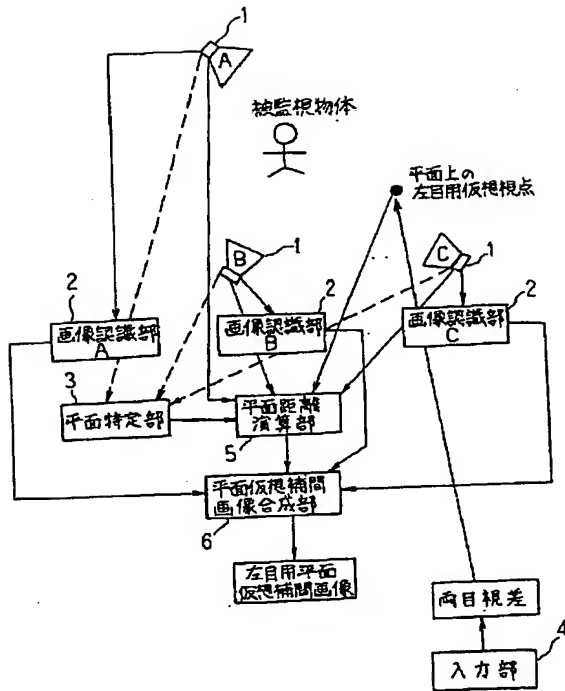 1
A
被監視物体
平面上の
左目用仮想視点
B
1
C
1
2
画像認識部
A
2
画像認識部
B
2
画像認識部
C
3
平面特定部
平面距離
演算部
5
平面仮想補間
画像合成部
6
左目用平面
仮想補間画像
両目視差
4
入力部